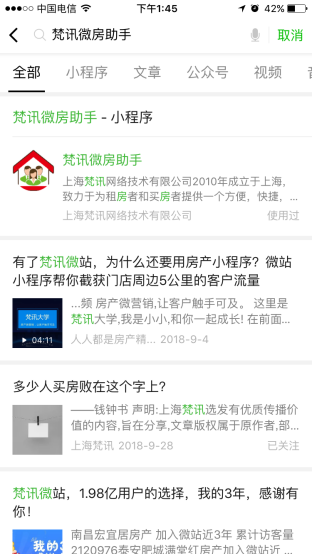 中国电信 下午1:45 42%
梵讯微房助手 取消
全部 小程序 文章 公众号 视频
梵讯微房助手 - 小程序
梵讯微房助手
上海梵讯网络技术有限公司2010年成立于上海，
致力于为租房者和买房者提供一个方便，快捷，...
上海梵讯网络技术有限公司 使用过
有了梵讯微站，为什么还要用房产小程序？微站
小程序帮你截获门店周边5公里的客户流量
...频 房产微营销,让客户触手可及。 这里是
梵讯大学,我是小小,和你一起成长! 在前面...
梵讯大学
04:11
人人都是房产精... 2018-9-4
多少人买房败在这个字上?
——钱钟书 声明:上海梵讯选发有优质传播价
值的内容,旨在分享,文章版权属于原作者,部...
上海梵讯 2018-9-28 已关注
梵讯微站，1.98亿用户的选择，我的3年，感谢有
你！
我的3
南昌宏宜居房产 加入微站近3年 累计访客量
2120976泰安肥城满堂红房产加入微站近 3